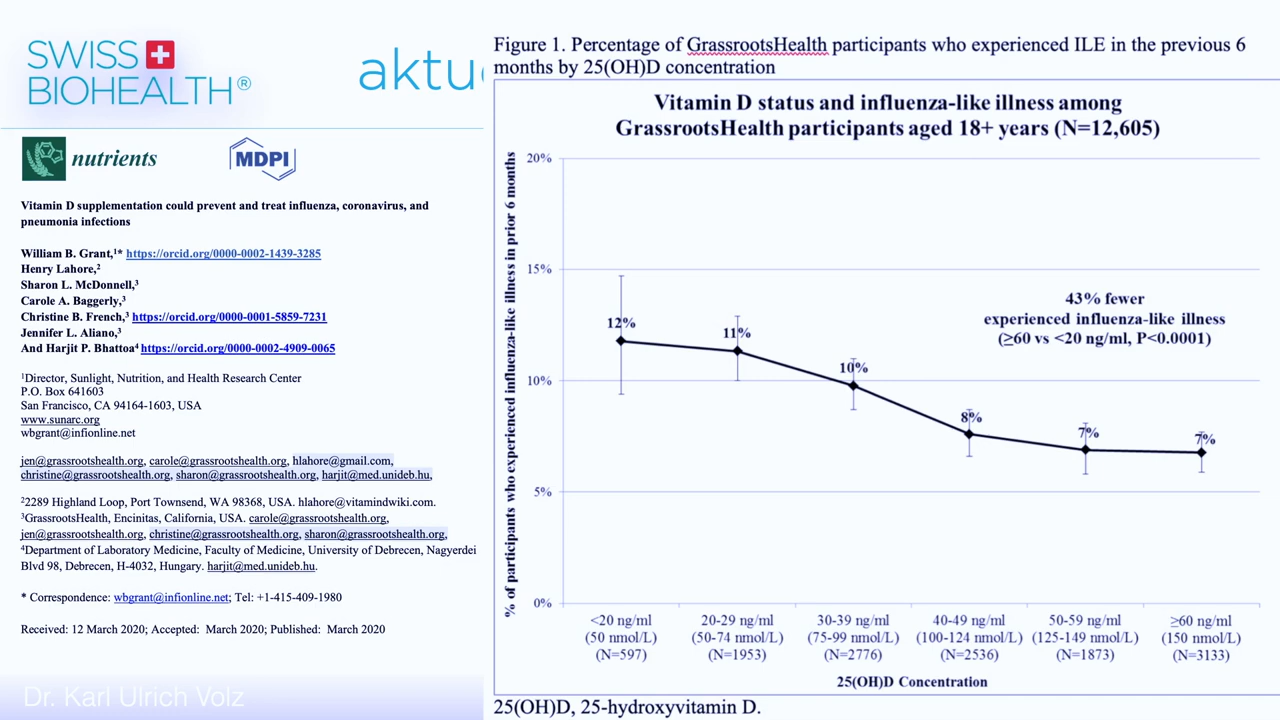 SWISS
BIOHEALTH®
aktu
nutrients
MDPI
Vitamin D supplementation could prevent and treat influenza, coronavirus, and
pneumonia infections
William B. Grant,¹* https://orcid.org/0000-0002-1439-3285
Henry Lahore,²
Sharon L. McDonnell,³
Carole A. Baggerly,³
Christine B. French,³ https://orcid.org/0000-0001-5859-7231
Jennifer L. Aliano,³
And Harjit P. Bhattoa⁴ https://orcid.org/0000-0002-4909-0065
¹Director, Sunlight, Nutrition, and Health Research Center
P.O. Box 641603
San Francisco, CA 94164-1603, USA
www.sunarc.org
wbgrant@infionline.net
jen@grassrootshealth.org, carole@grassrootshealth.org, hlahore@gmail.com,
christine@grassrootshealth.org, sharon@grassrootshealth.org, harjit@med.unideb.hu,
²2289 Highland Loop, Port Townsend, WA 98368, USA. hlahore@vitamindwiki.com.
³GrassrootsHealth, Encinitas, California, USA. carole@grassrootshealth.org,
jen@grassrootshealth.org, christine@grassrootshealth.org, sharon@grassrootshealth.org,
⁴Department of Laboratory Medicine, Faculty of Medicine, University of Debrecen, Nagyerdei
Blvd 98, Debrecen, H-4032, Hungary. harjit@med.unideb.hu.
* Correspondence: wbgrant@infionline.net; Tel: +1-415-409-1980
Received: 12 March 2020; Accepted: March 2020; Published: March 2020
Dr. Karl Ulrich Volz
Figure 1. Percentage of GrassrootsHealth participants who experienced ILE in the previous 6
months by 25(OH)D concentration
Vitamin D status and influenza-like illness among
GrassrootsHealth participants aged 18+ years (N=12,605)
% of participants who experienced influenza-like illness in prior 6 months
20%
15%
10%
5%
0%
12%
11%
10%
8%
7%
7%
43% fewer
experienced influenza-like illness
(≥60 vs <20 ng/ml, P<0.0001)
<20 ng/ml 20-29 ng/ml 30-39 ng/ml 40-49 ng/ml 50-59 ng/ml ≥60 ng/ml
(50 nmol/L) (50-74 nmol/L) (75-99 nmol/L) (100-124 nmol/L) (125-149 nmol/L) (150 nmol/L)
(N=597) (N=1953) (N=2776) (N=2536) (N=1873) (N=3133)
25(OH)D Concentration
25(OH)D, 25-hydroxyvitamin D.